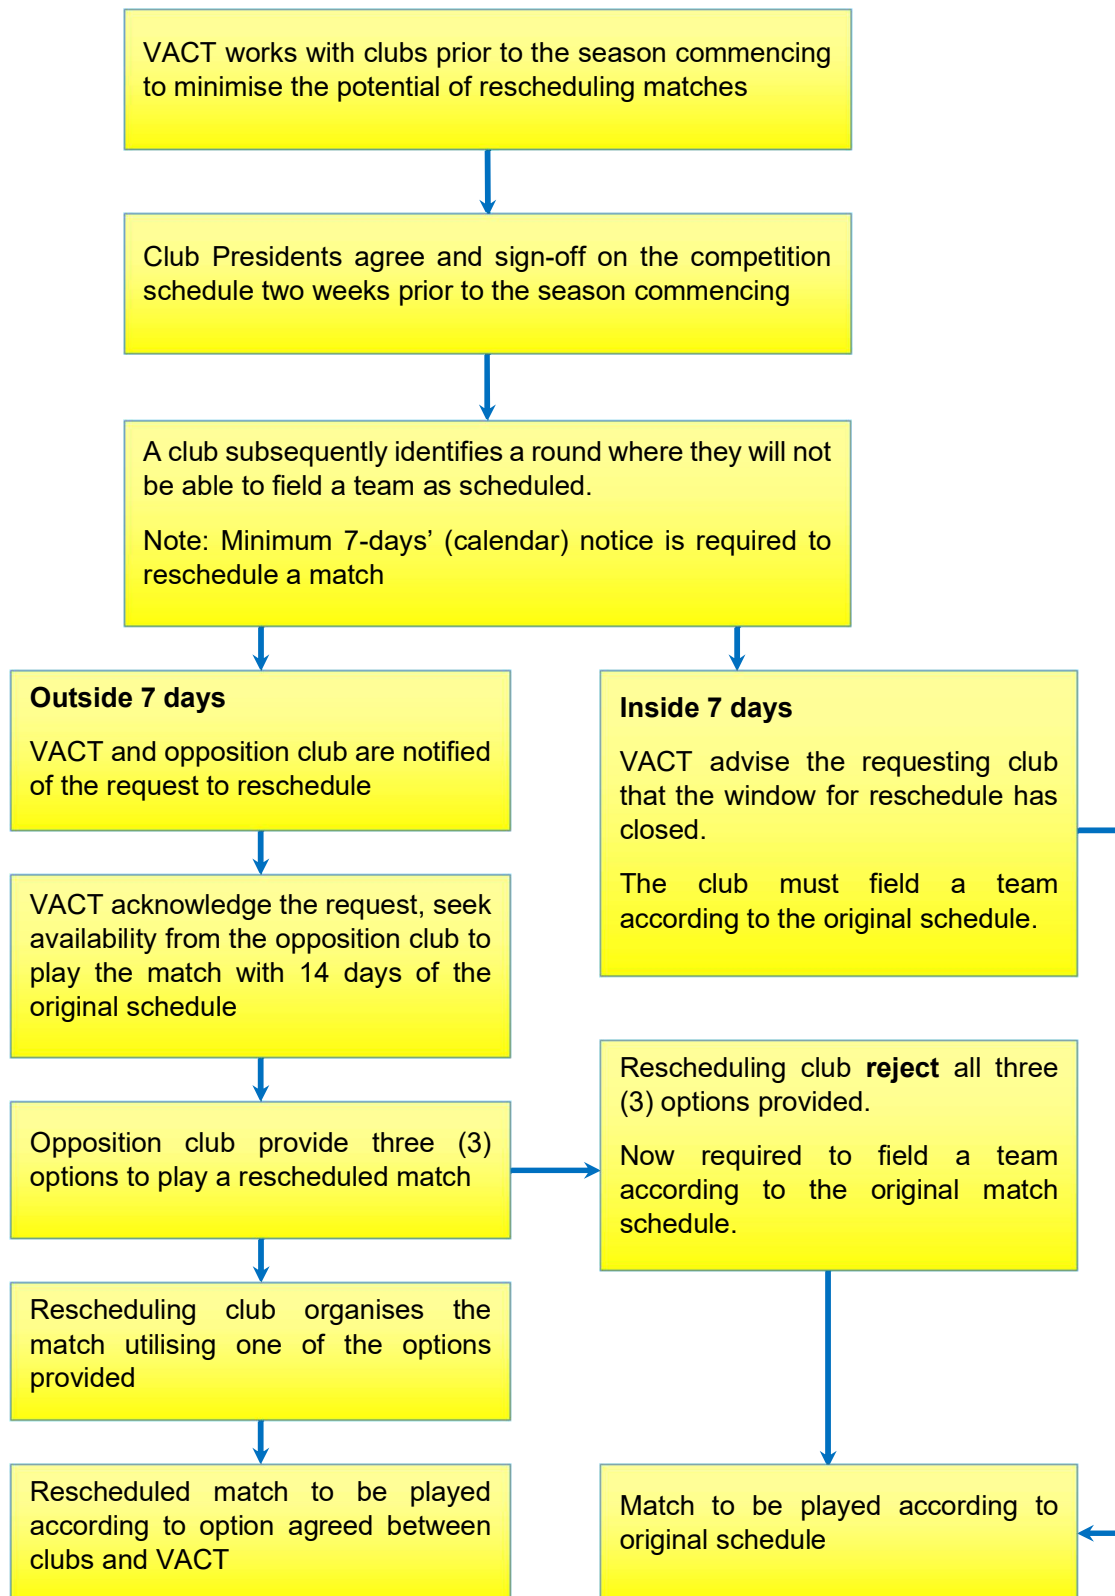 VACT works with clubs prior to the season commencing
to minimise the potential of rescheduling matches
Club Presidents agree and sign-off on the competition
schedule two weeks prior to the season commencing
A club subsequently identifies a round where they will not
be able to field a team as scheduled.
Note: Minimum 7-days’ (calendar) notice is required to
reschedule a match
Outside 7 days
VACT and opposition club are notified
of the request to reschedule
Inside 7 days
VACT advise the requesting club
that the window for reschedule has
closed.
The club must field a team
according to the original schedule.
VACT acknowledge the request, seek
availability from the opposition club to
play the match with 14 days of the
original schedule
Opposition club provide three (3)
options to play a rescheduled match
Rescheduling club reject all three
(3) options provided.
Now required to field a team
according to the original match
schedule.
Rescheduling club organises the
match utilising one of the options
provided
Rescheduled match to be played
according to option agreed between
clubs and VACT
Match to be played according to
original schedule